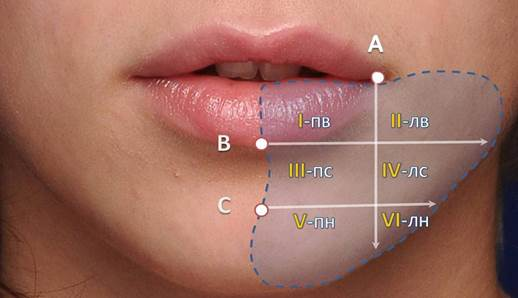 A
I-пв II-лв
B
III-пс IV-лс
C
V-пн VI-лн